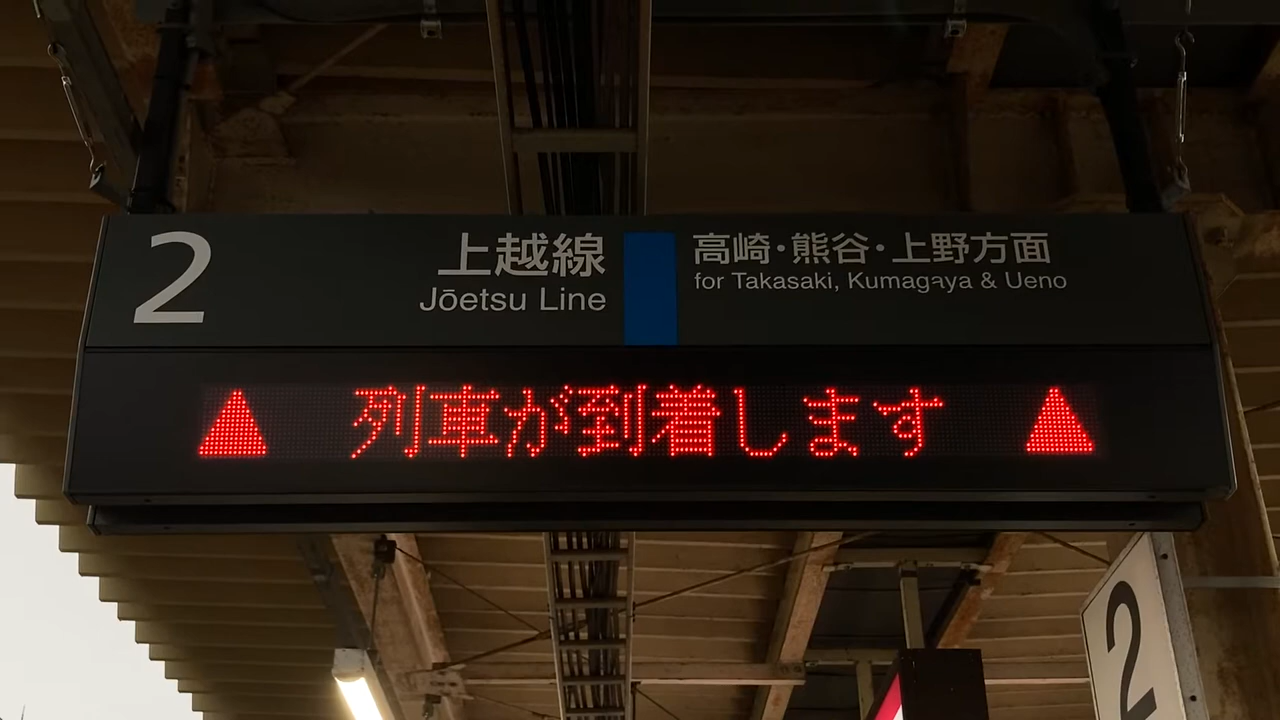 2
上越線
Jōetsu Line
高崎・熊谷・上野方面
for Takasaki, Kumagaya & Ueno
▲ 列車が到着します ▲
2